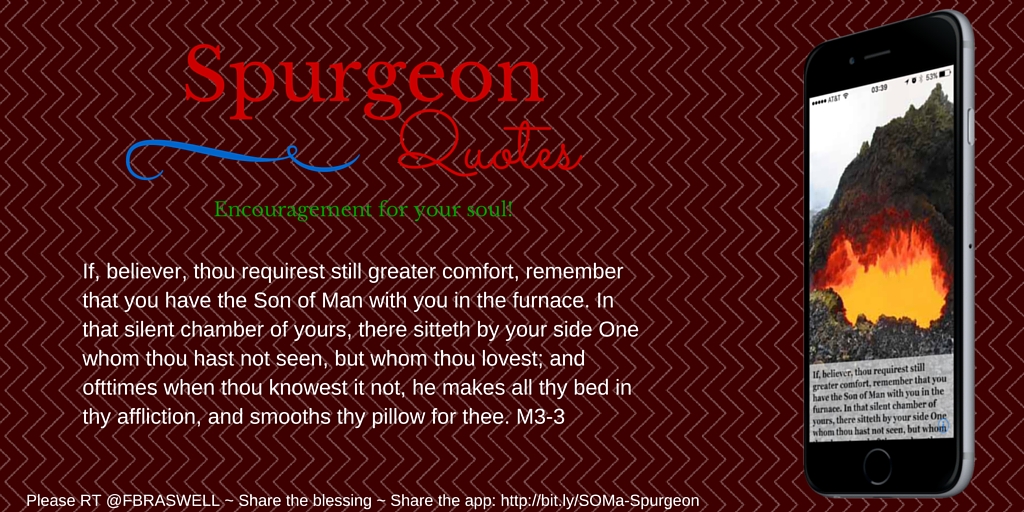 Spurgeon
Quotes
Encouragement for your soul!
If, believer, thou requirest still greater comfort, remember
that you have the Son of Man with you in the furnace. In
that silent chamber of yours, there sitteth by your side One
whom thou hast not seen, but whom thou lovest; and
ofttimes when thou knowest it not, he makes all thy bed in
thy affliction, and smooths thy pillow for thee. M3-3
Please RT @FBRASWELL ~ Share the blessing ~ Share the app: http://bit.ly/SOMa-Spurgeon
AT&T 03:39 53%
If, believer, thou requirest still
greater comfort, remember that you
have the Son of Man with you in the
furnace. In that silent chamber of
yours, there sitteth by your side One
whom thou hast not seen, but whom